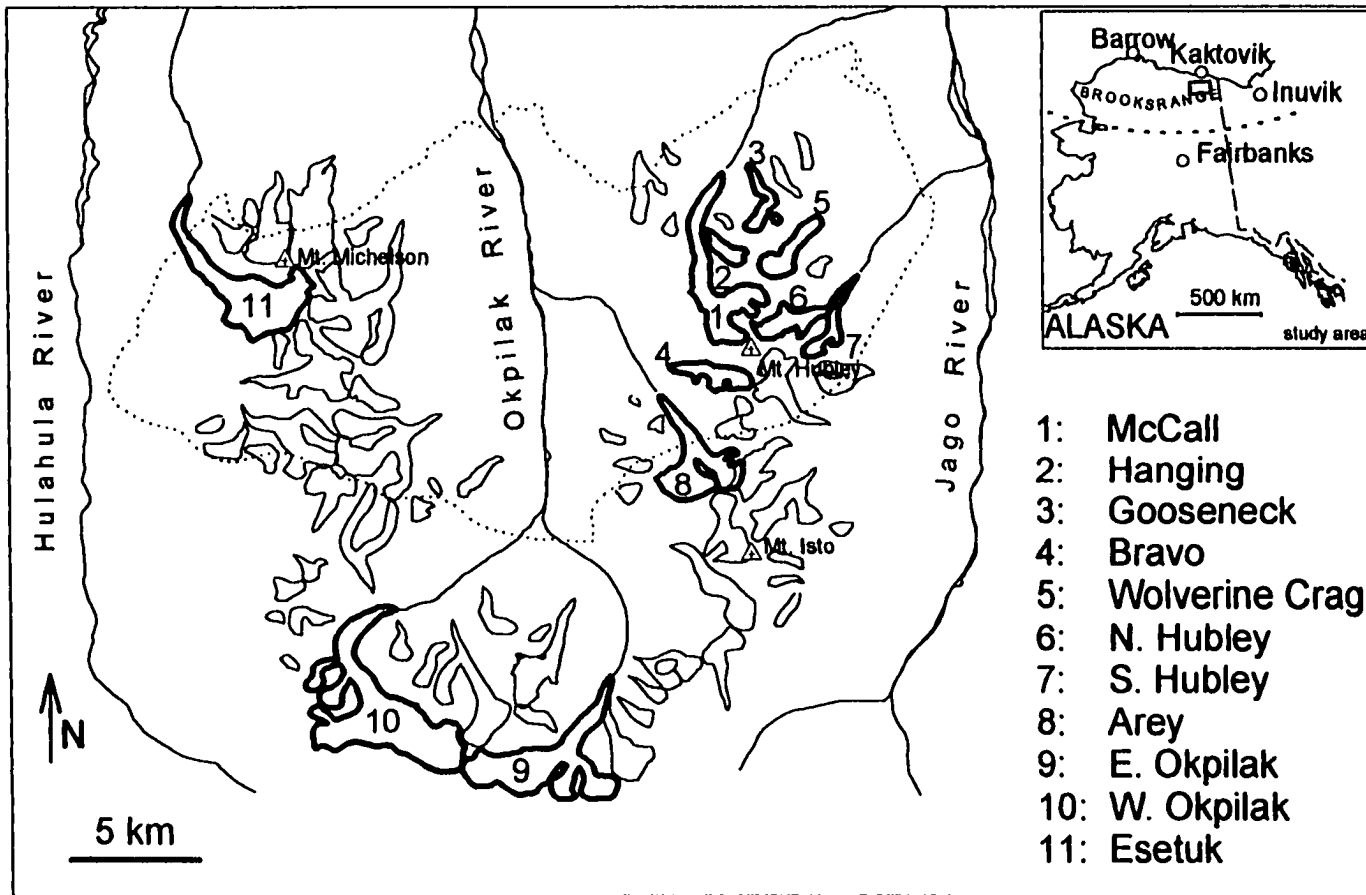 Barrow
Kaktovik
BROOKSRANGE
Inuvik
Fairbanks
500 km
ALASKA
study area
3
5
2
1
6
7
4
8
11
10
9
Mt. Michelson
Mt. Hubley
Mt. Isto
Hulahula River
Okpilak River
Jago River
N
5 km
1: McCall
2: Hanging
3: Gooseneck
4: Bravo
5: Wolverine Crag
6: N. Hubley
7: S. Hubley
8: Arey
9: E. Okpilak
10: W. Okpilak
11: Esetuk